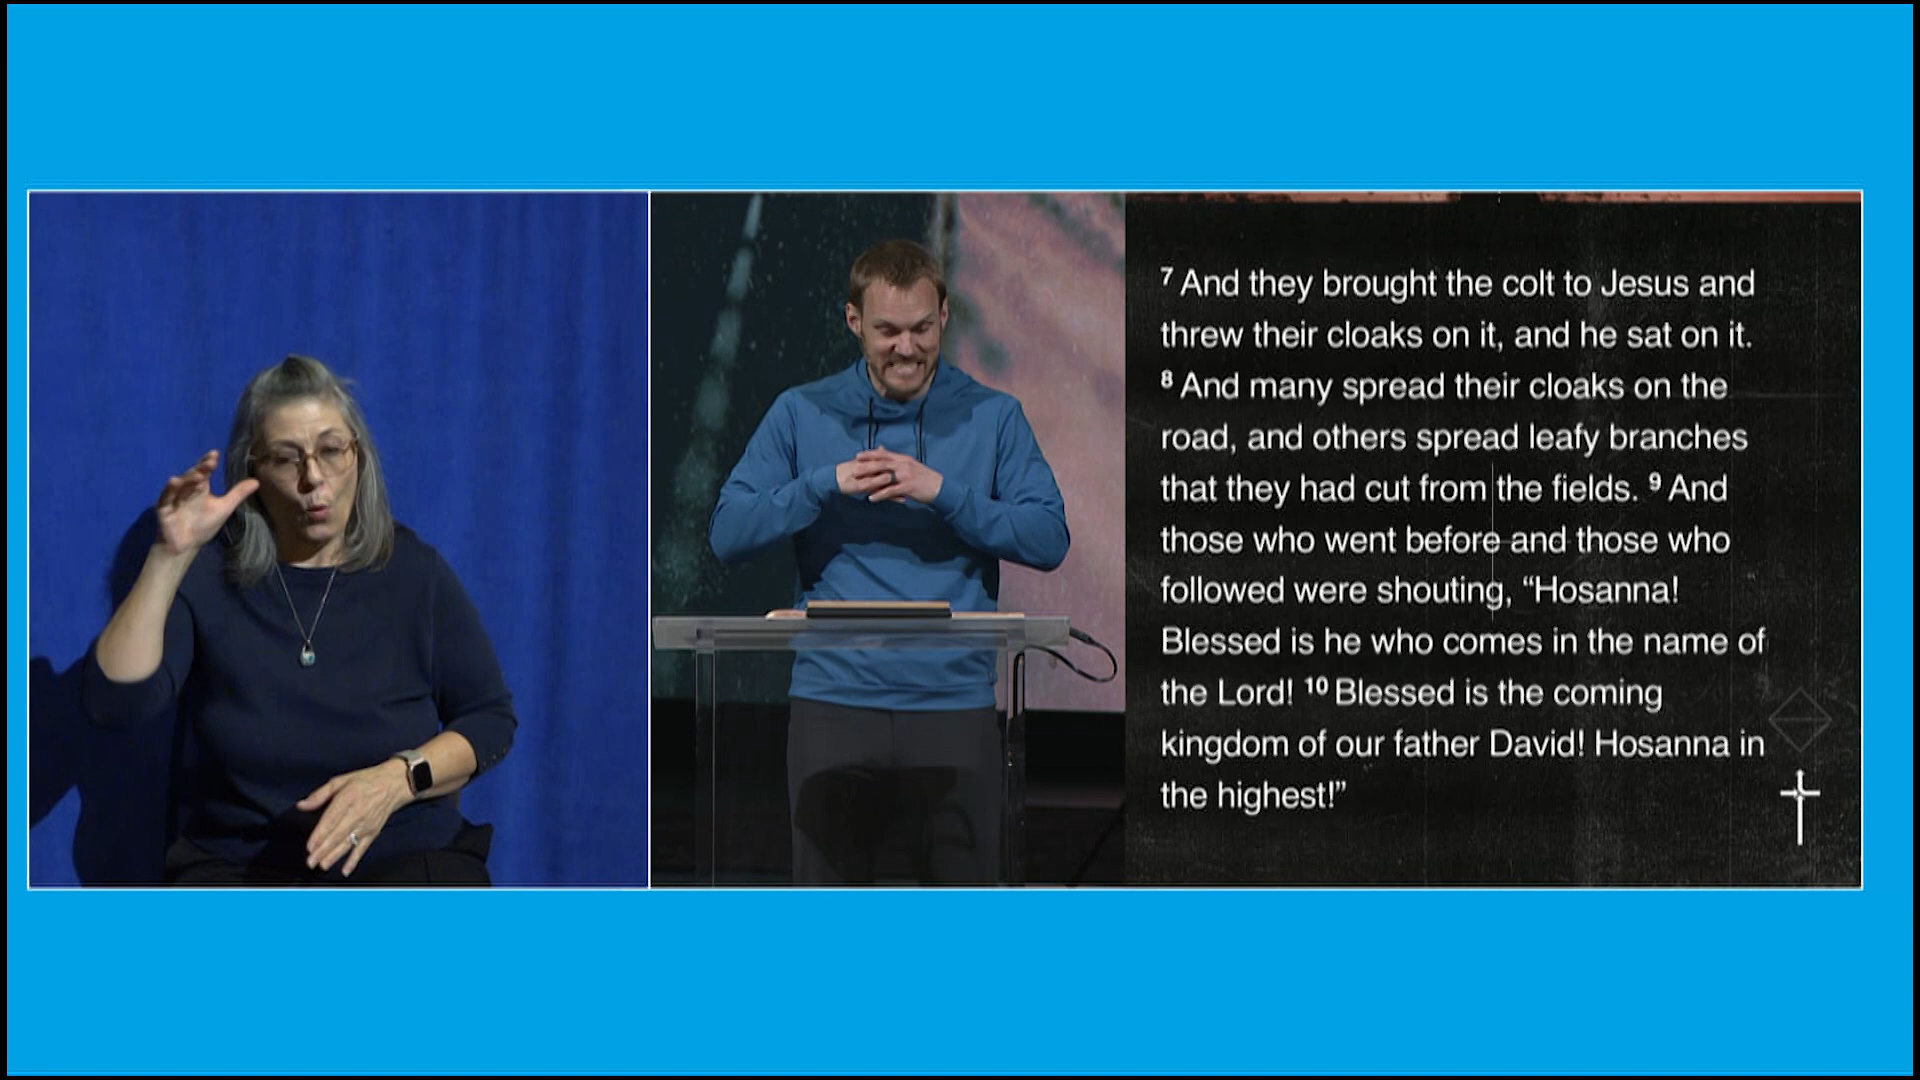 7 And they brought the colt to Jesus and
threw their cloaks on it, and he sat on it.
8 And many spread their cloaks on the
road, and others spread leafy branches
that they had cut from the fields. 9 And
those who went before and those who
followed were shouting, “Hosanna!
Blessed is he who comes in the name of
the Lord! 10 Blessed is the coming
kingdom of our father David! Hosanna in
the highest!”